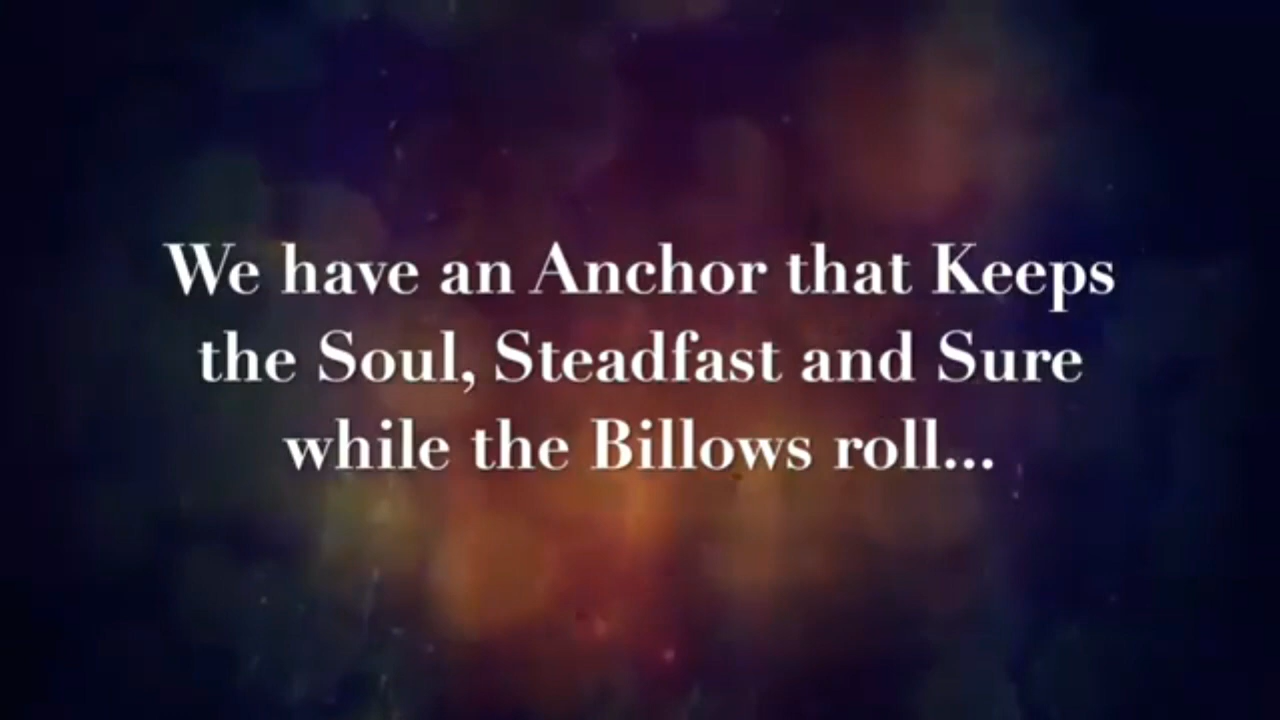 We have an Anchor that Keeps
the Soul, Steadfast and Sure
while the Billows roll...